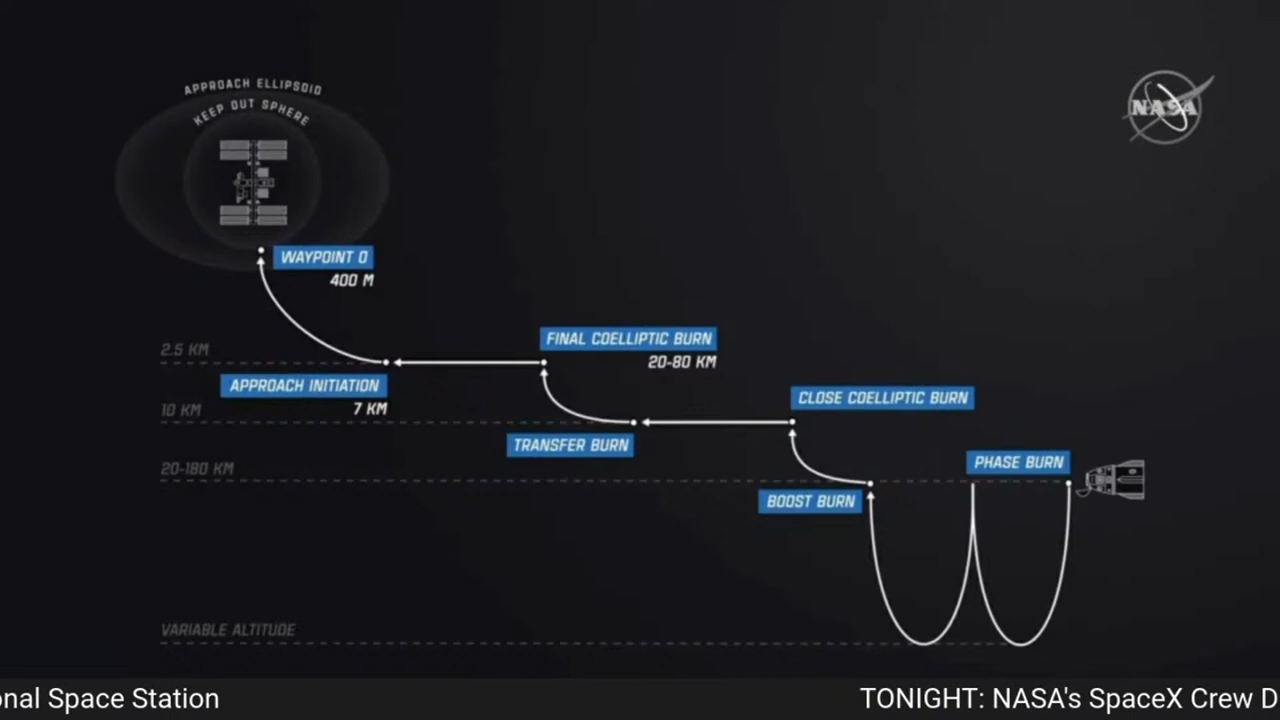 APPROACH ELLIPSOID
KEEP OUT SPHERE
NASA
WAYPOINT 0
400 M
FINAL COELLIPTIC BURN
20-80 KM
2.5 KM
APPROACH INITIATION
7 KM
CLOSE COELLIPTIC BURN
10 KM
TRANSFER BURN
PHASE BURN
20-180 KM
BOOST BURN
VARIABLE ALTITUDE
onal Space Station
TONIGHT: NASA's SpaceX Crew D